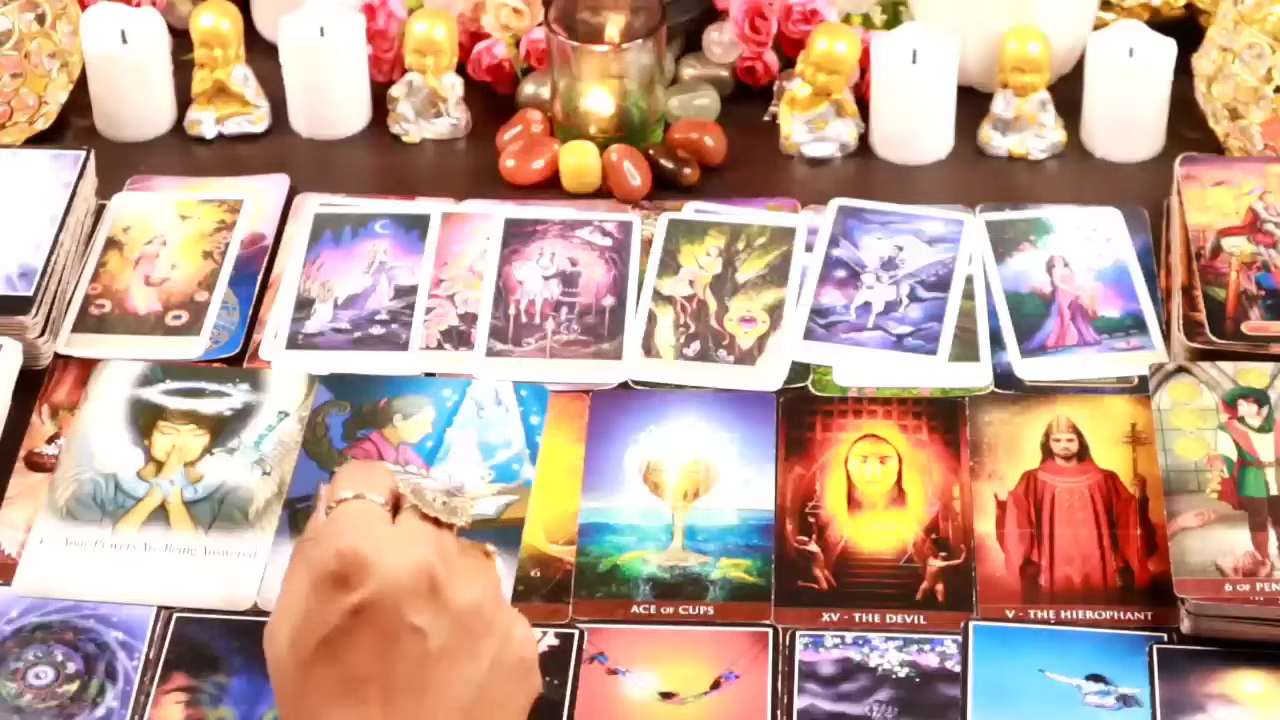 Your Prayers Are Being Answered
6
ACE OF CUPS
XV - THE DEVIL
V - THE HIEROPHANT
6 OF PEN